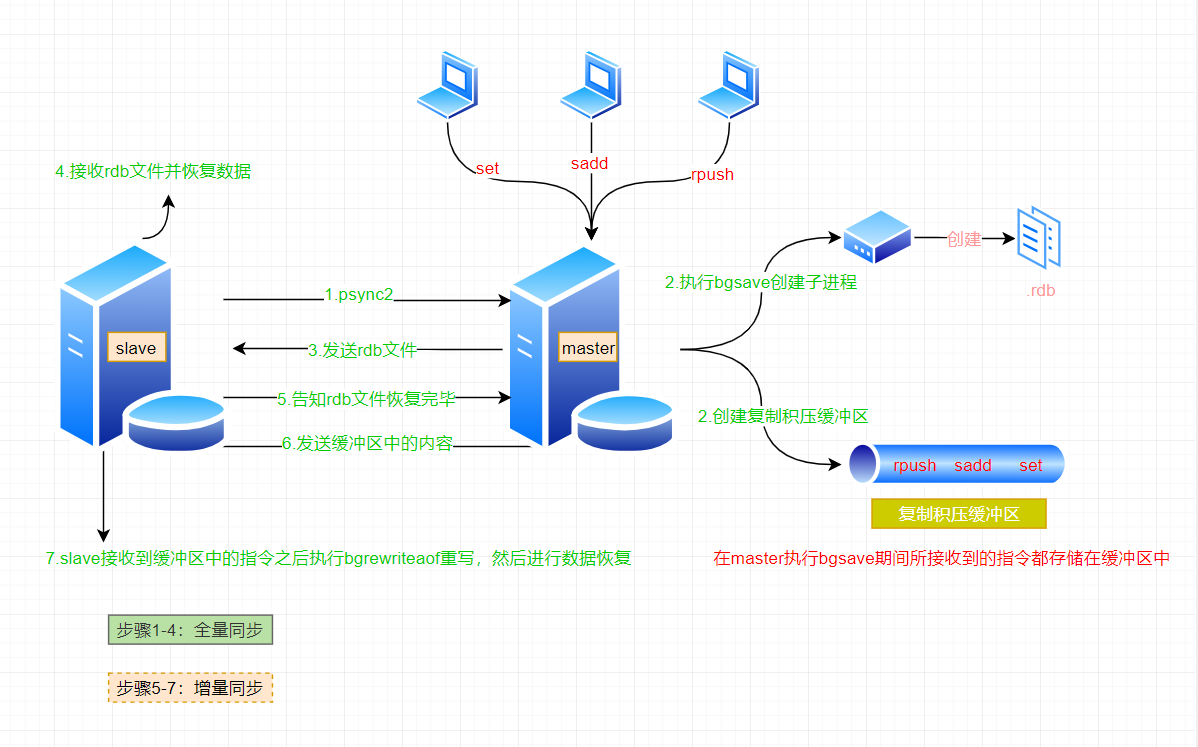 set
sadd
rpush
4.接收rdb文件并恢复数据
创建
.rdb
2.执行bgsave创建子进程
1.psync2
slave
3.发送rdb文件
master
5.告知rdb文件恢复完毕
2.创建复制积压缓冲区
6.发送缓冲区中的内容
rpush sadd set
复制积压缓冲区
7.slave接收到缓冲区中的指令之后执行bgrewriteaof重写，然后进行数据恢复
在master执行bgsave期间所接收到的指令都存储在缓冲区中
步骤1-4：全量同步
步骤5-7：增量同步